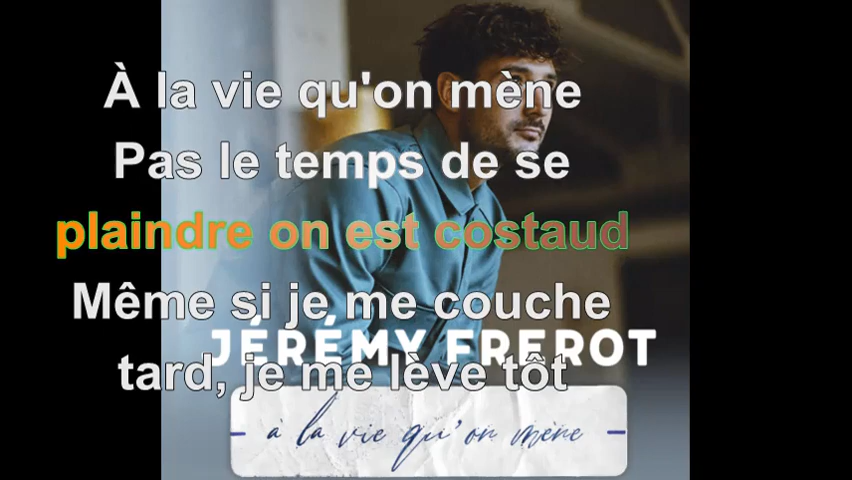 À la vie qu'on mène
Pas le temps de se
plaindre on est costaud
Même si je me couche
JÉRÉMY FREROT
tard, je me lève tôt
- à la vie qu'on mène -